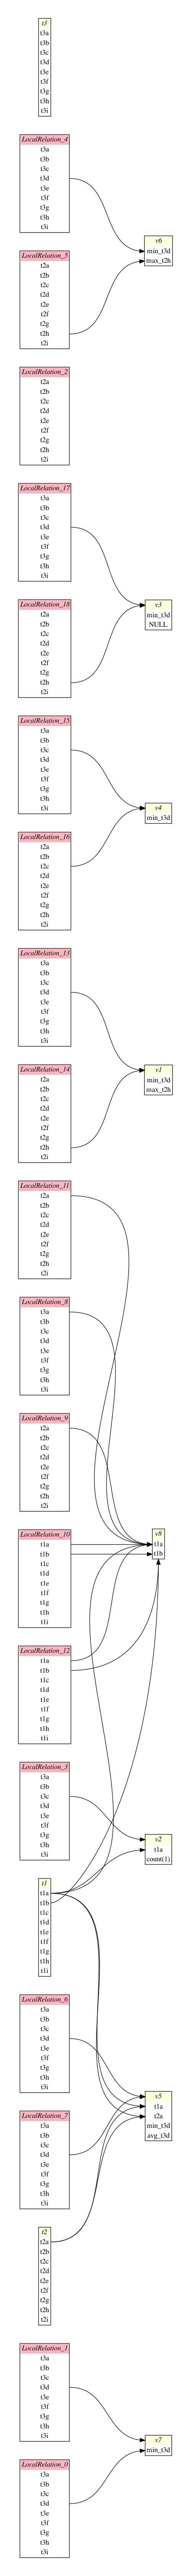 t3
t3a
t3b
t3c
t3d
t3e
t3f
t3g
t3h
t3i
LocalRelation_4
t3a
t3b
t3c
t3d
t3e
t3f
t3g
t3h
t3i
LocalRelation_5
t2a
t2b
t2c
t2d
t2e
t2f
t2g
t2h
t2i
LocalRelation_2
t2a
t2b
t2c
t2d
t2e
t2f
t2g
t2h
t2i
LocalRelation_17
t3a
t3b
t3c
t3d
t3e
t3f
t3g
t3h
t3i
LocalRelation_18
t2a
t2b
t2c
t2d
t2e
t2f
t2g
t2h
t2i
LocalRelation_15
t3a
t3b
t3c
t3d
t3e
t3f
t3g
t3h
t3i
LocalRelation_16
t2a
t2b
t2c
t2d
t2e
t2f
t2g
t2h
t2i
LocalRelation_13
t3a
t3b
t3c
t3d
t3e
t3f
t3g
t3h
t3i
LocalRelation_14
t2a
t2b
t2c
t2d
t2e
t2f
t2g
t2h
t2i
LocalRelation_11
t2a
t2b
t2c
t2d
t2e
t2f
t2g
t2h
t2i
LocalRelation_8
t3a
t3b
t3c
t3d
t3e
t3f
t3g
t3h
t3i
LocalRelation_9
t2a
t2b
t2c
t2d
t2e
t2f
t2g
t2h
t2i
LocalRelation_10
t1a
t1b
t1c
t1d
t1e
t1f
t1g
t1h
t1i
LocalRelation_12
t1a
t1b
t1c
t1d
t1e
t1f
t1g
t1h
t1i
LocalRelation_3
t3a
t3b
t3c
t3d
t3e
t3f
t3g
t3h
t3i
t1
t1a
t1b
t1c
t1d
t1e
t1f
t1g
t1h
t1i
LocalRelation_6
t3a
t3b
t3c
t3d
t3e
t3f
t3g
t3h
t3i
LocalRelation_7
t3a
t3b
t3c
t3d
t3e
t3f
t3g
t3h
t3i
t2
t2a
t2b
t2c
t2d
t2e
t2f
t2g
t2h
t2i
LocalRelation_1
t3a
t3b
t3c
t3d
t3e
t3f
t3g
t3h
t3i
LocalRelation_0
t3a
t3b
t3c
t3d
t3e
t3f
t3g
t3h
t3i
v6
min_t3d
max_t2h
v3
min_t3d
NULL
v4
min_t3d
v1
min_t3d
max_t2h
v8
t1a
t1b
v2
t1a
count(1)
v5
t1a
t2a
min_t3d
avg_t3d
v7
min_t3d